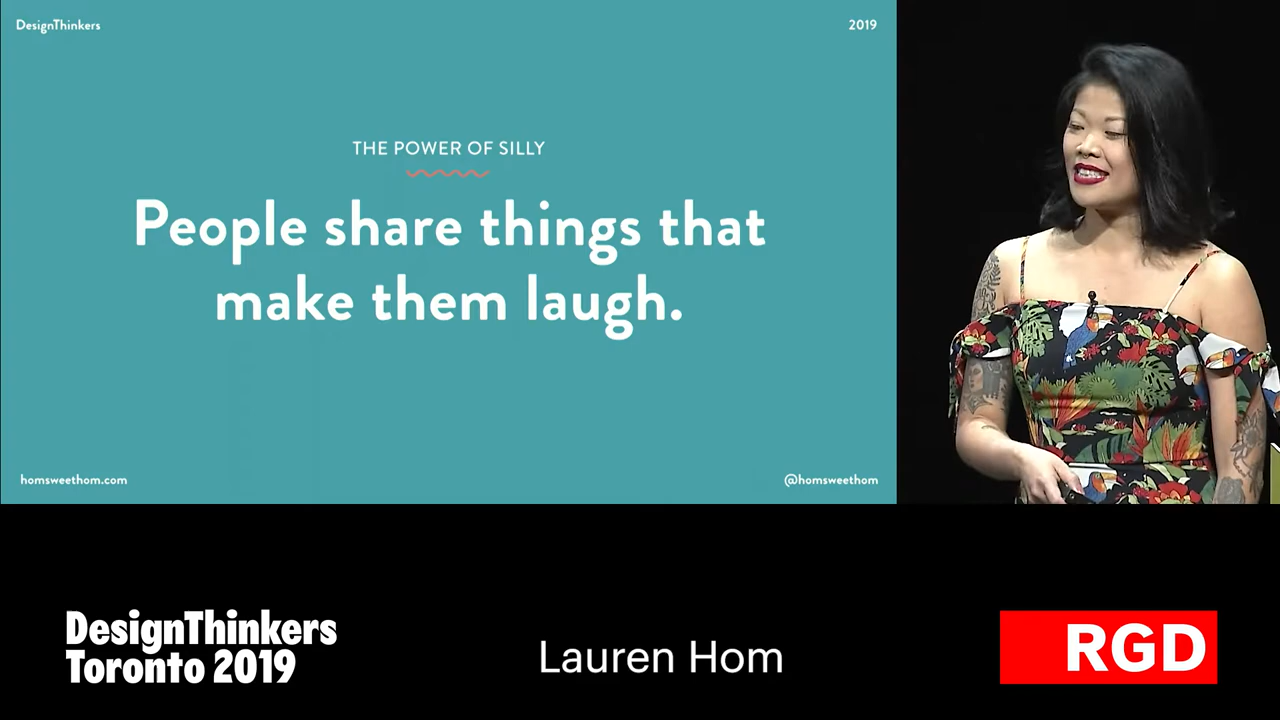 DesignThinkers
2019
THE POWER OF SILLY
People share things that
make them laugh.
homsweethom.com
@homsweethom
DesignThinkers
Toronto 2019
Lauren Hom
RGD